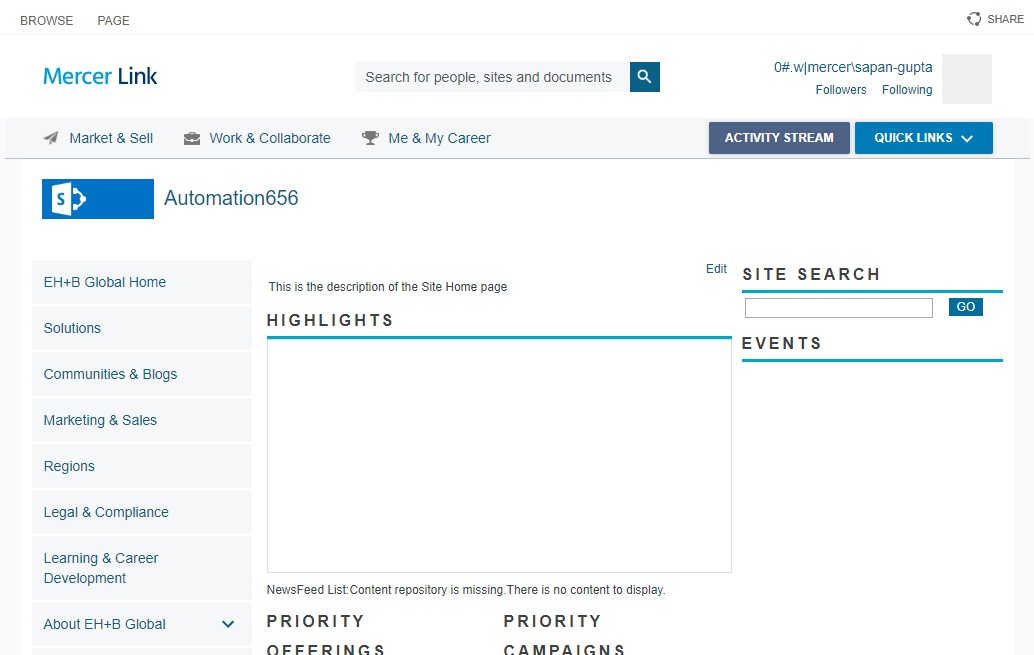 BROWSE PAGE SHARE
Mercer Link
Search for people, sites and documents
0#.w|mercer\sapan-gupta
Followers Following
Market & Sell Work & Collaborate Me & My Career
ACTIVITY STREAM QUICK LINKS
S Automation656
EH+B Global Home
Solutions
Communities & Blogs
Marketing & Sales
Regions
Legal & Compliance
Learning & Career
Development
About EH+B Global
Edit
This is the description of the Site Home page
HIGHLIGHTS
NewsFeed List:Content repository is missing.There is no content to display.
PRIORITY
OFFERINGS
PRIORITY
CAMPAIGNS
SITE SEARCH
GO
EVENTS